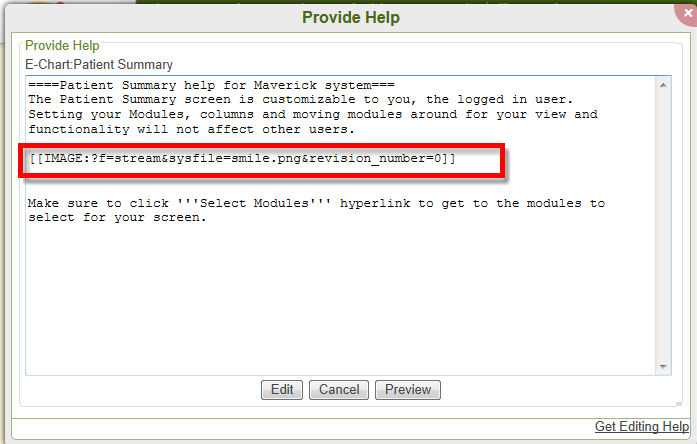 Provide Help
Provide Help
E-Chart:Patient Summary
====Patient Summary help for Maverick system===
The Patient Summary screen is customizable to you, the logged in user.
Setting your Modules, columns and moving modules around for your view and
functionality will not affect other users.
[[IMAGE:?f=stream&sysfile=smile.png&revision_number=0]]
Make sure to click '''Select Modules''' hyperlink to get to the modules to
select for your screen.
Edit Cancel Preview
Get Editing Help